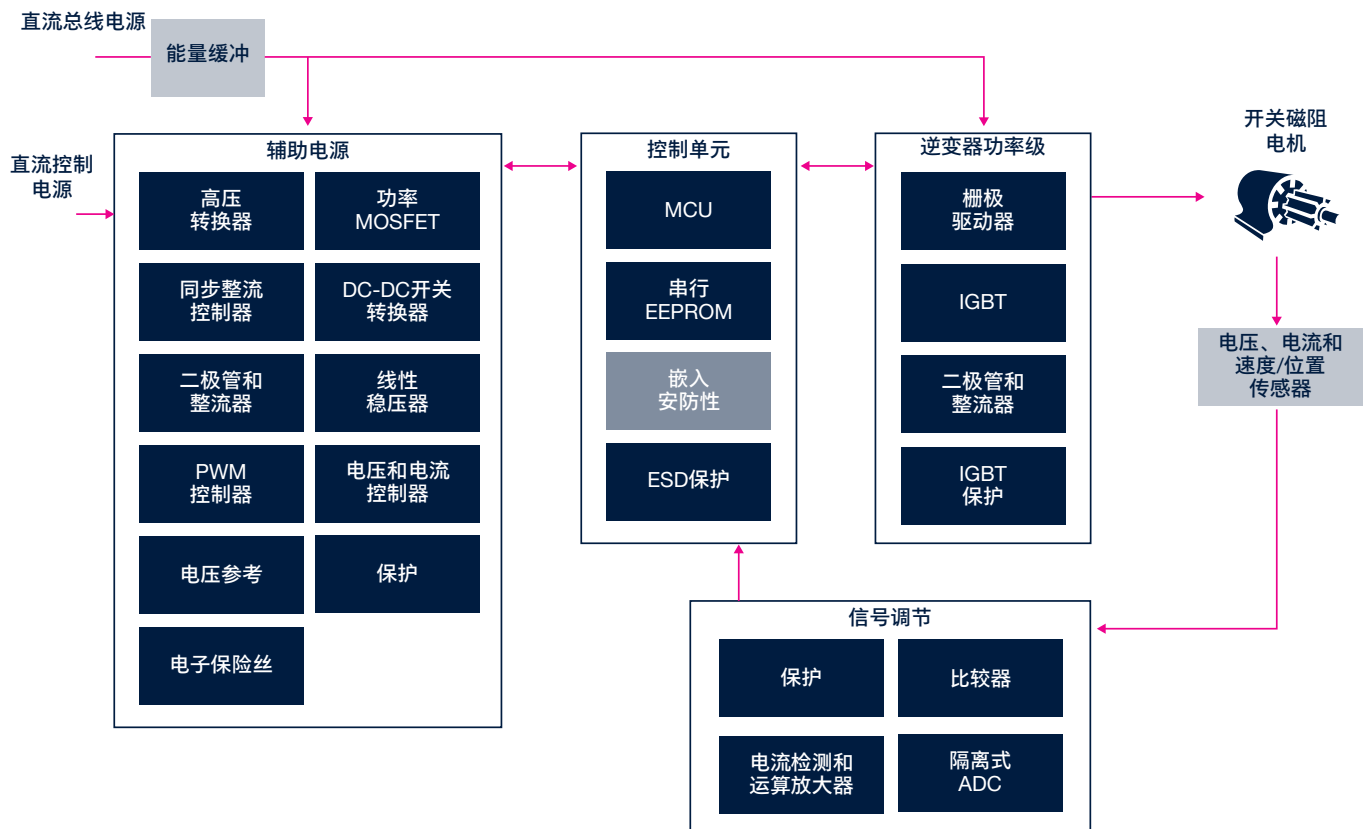 直流总线电源
能量缓冲
直流控制
电源
辅助电源
高压
转换器
功率
MOSFET
同步整流
控制器
DC-DC开关
转换器
二极管和
整流器
线性
稳压器
PWM
控制器
电压和电流
控制器
电压参考
保护
电子保险丝
控制单元
MCU
串行
EEPROM
嵌入
安防性
ESD保护
逆变器功率级
栅极
驱动器
IGBT
二极管和
整流器
IGBT
保护
开关磁阻
电机
电压、电流和
速度/位置
传感器
信号调节
保护
比较器
电流检测和
运算放大器
隔离式
ADC